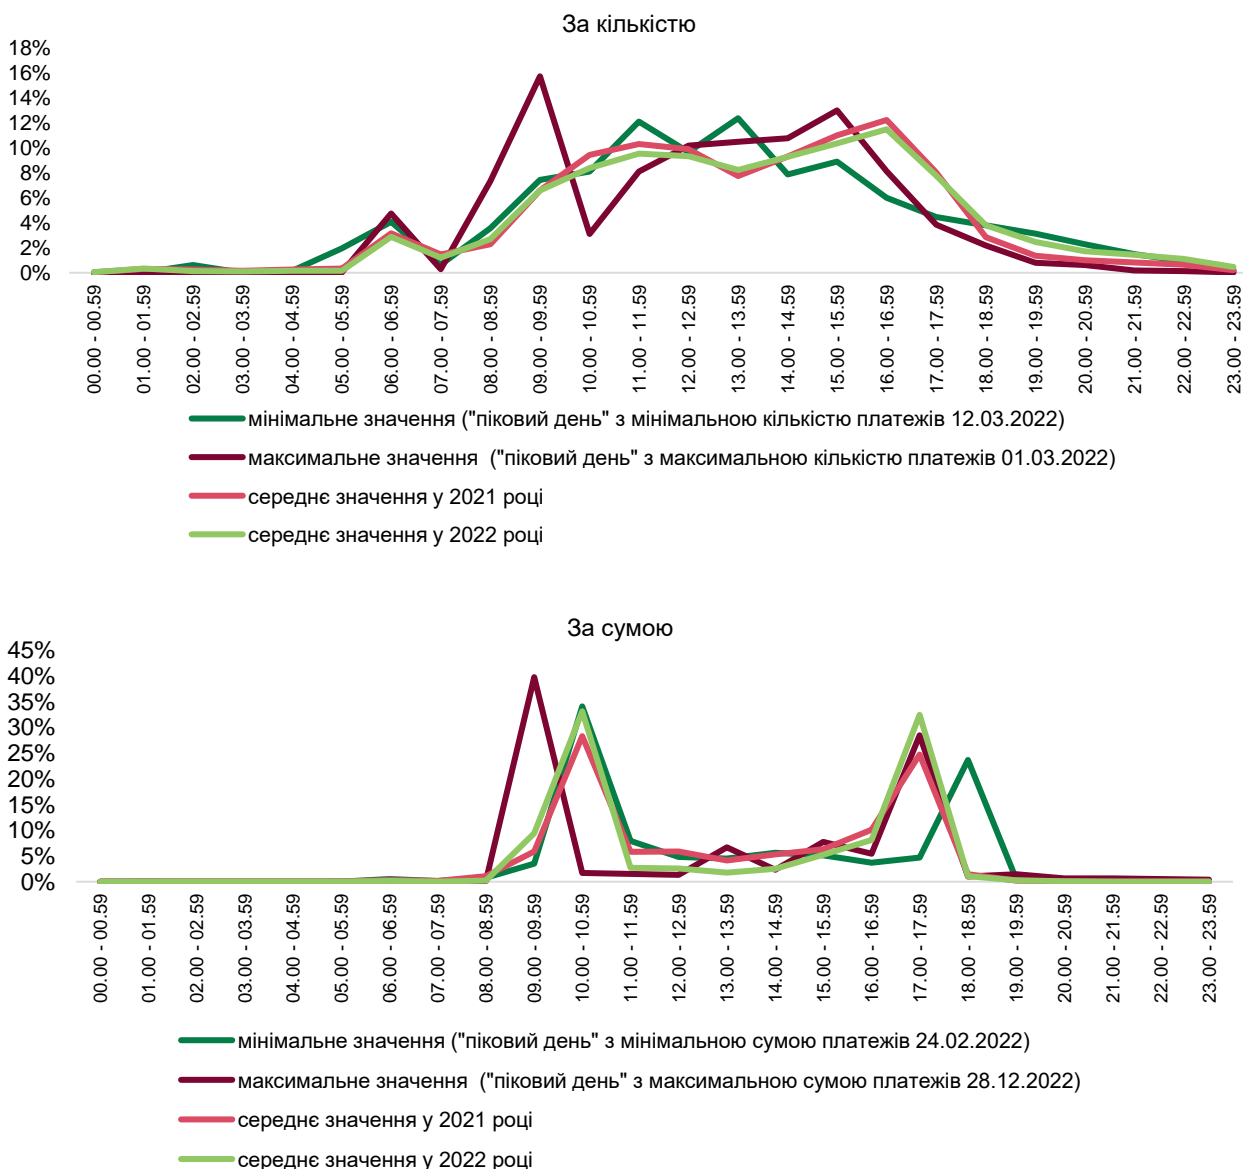 За кількістю
18%
16%
14%
12%
10%
8%
6%
4%
2%
0%
00.00 - 00.59
01.00 - 01.59
02.00 - 02.59
03.00 - 03.59
04.00 - 04.59
05.00 - 05.59
06.00 - 06.59
07.00 - 07.59
08.00 - 08.59
09.00 - 09.59
10.00 - 10.59
11.00 - 11.59
12.00 - 12.59
13.00 - 13.59
14.00 - 14.59
15.00 - 15.59
16.00 - 16.59
17.00 - 17.59
18.00 - 18.59
19.00 - 19.59
20.00 - 20.59
21.00 - 21.59
22.00 - 22.59
23.00 - 23.59
мінімальне значення ("піковий день" з мінімальною кількістю платежів 12.03.2022)
максимальне значення ("піковий день" з максимальною кількістю платежів 01.03.2022)
середнє значення у 2021 році
середнє значення у 2022 році
За сумою
45%
40%
35%
30%
25%
20%
15%
10%
5%
0%
00.00 - 00.59
01.00 - 01.59
02.00 - 02.59
03.00 - 03.59
04.00 - 04.59
05.00 - 05.59
06.00 - 06.59
07.00 - 07.59
08.00 - 08.59
09.00 - 09.59
10.00 - 10.59
11.00 - 11.59
12.00 - 12.59
13.00 - 13.59
14.00 - 14.59
15.00 - 15.59
16.00 - 16.59
17.00 - 17.59
18.00 - 18.59
19.00 - 19.59
20.00 - 20.59
21.00 - 21.59
22.00 - 22.59
23.00 - 23.59
мінімальне значення ("піковий день" з мінімальною сумою платежів 24.02.2022)
максимальне значення ("піковий день" з максимальною сумою платежів 28.12.2022)
середнє значення у 2021 році
середнє значення у 2022 році